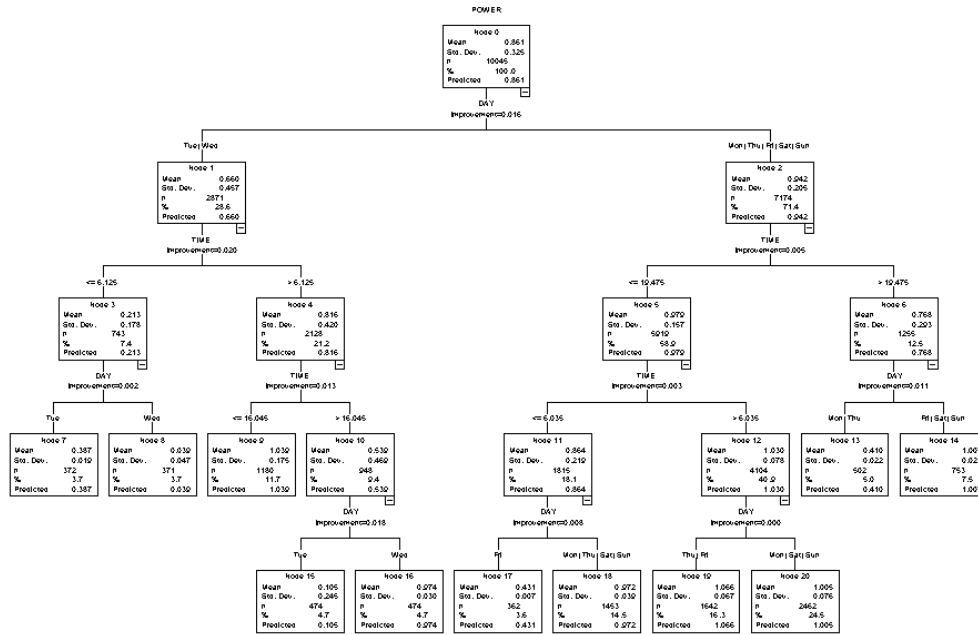 POWER
Node 0
Mean 0.861
Std. Dev. 0.325
n 10045
% 100.0
Predicted 0.861
DAY
Improvement=0.016
Tue; Wed
Mon; Thu; Fri; Sat; Sun
Node 1
Mean 0.660
Std. Dev. 0.457
n 2871
% 28.6
Predicted 0.660
Node 2
Mean 0.942
Std. Dev. 0.205
n 7174
% 71.4
Predicted 0.942
TIME
Improvement=0.020
TIME
Improvement=0.005
<= 6.125
> 6.125
<= 19.475
> 19.475
Node 3
Mean 0.213
Std. Dev. 0.178
n 743
% 7.4
Predicted 0.213
Node 4
Mean 0.816
Std. Dev. 0.420
n 2128
% 21.2
Predicted 0.816
Node 5
Mean 0.979
Std. Dev. 0.157
n 5919
% 58.9
Predicted 0.979
Node 6
Mean 0.768
Std. Dev. 0.293
n 1255
% 12.5
Predicted 0.768
DAY
Improvement=0.002
TIME
Improvement=0.013
TIME
Improvement=0.003
DAY
Improvement=0.011
Tue
Wed
<= 16.045
> 16.045
<= 6.035
> 6.035
Mon; Thu
Fri; Sat; Sun
Node 7
Mean 0.387
Std. Dev. 0.019
n 372
% 3.7
Predicted 0.387
Node 8
Mean 0.039
Std. Dev. 0.047
n 371
% 3.7
Predicted 0.039
Node 9
Mean 1.039
Std. Dev. 0.175
n 1180
% 11.7
Predicted 1.039
Node 10
Mean 0.539
Std. Dev. 0.469
n 948
% 9.4
Predicted 0.539
Node 11
Mean 0.864
Std. Dev. 0.219
n 1815
% 18.1
Predicted 0.864
Node 12
Mean 1.030
Std. Dev. 0.078
n 4104
% 40.9
Predicted 1.030
Node 13
Mean 0.410
Std. Dev. 0.022
n 502
% 5.0
Predicted 0.410
Node 14
Mean 1.00
Std. Dev. 0.02
n 753
% 7.5
Predicted 1.00
DAY
Improvement=0.018
DAY
Improvement=0.008
DAY
Improvement=0.000
Tue
Wed
Fri
Mon; Thu; Sat; Sun
Thu; Fri
Mon; Sat; Sun
Node 15
Mean 0.105
Std. Dev. 0.245
n 474
% 4.7
Predicted 0.105
Node 16
Mean 0.974
Std. Dev. 0.030
n 474
% 4.7
Predicted 0.974
Node 17
Mean 0.431
Std. Dev. 0.007
n 362
% 3.6
Predicted 0.431
Node 18
Mean 0.972
Std. Dev. 0.039
n 1453
% 14.5
Predicted 0.972
Node 19
Mean 1.066
Std. Dev. 0.067
n 1642
% 16.3
Predicted 1.066
Node 20
Mean 1.005
Std. Dev. 0.076
n 2462
% 24.5
Predicted 1.005